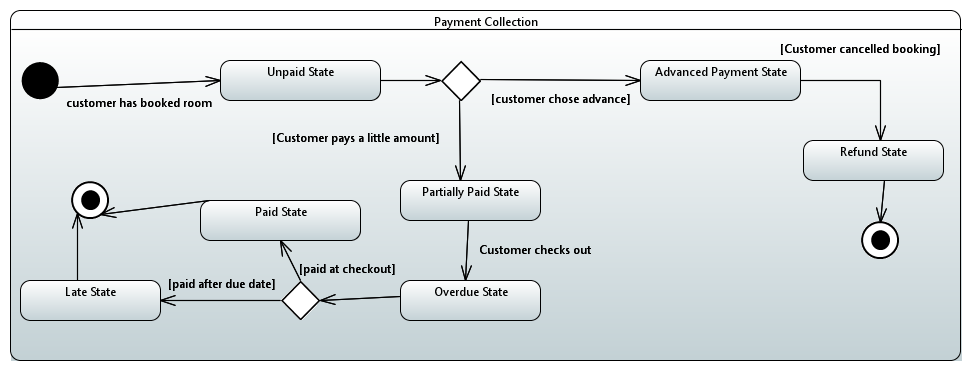 Payment Collection
[Customer cancelled booking]
Unpaid State
Advanced Payment State
customer has booked room
[customer chose advance]
[Customer pays a little amount]
Refund State
Partially Paid State
Paid State
Customer checks out
[paid at checkout]
[paid after due date]
Late State
Overdue State